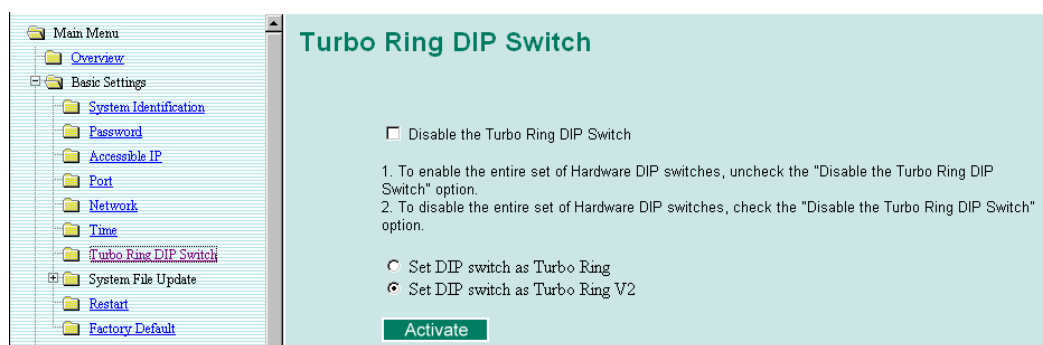 Main Menu
Overview
Basic Settings
System Identification
Password
Accessible IP
Port
Network
Time
Turbo Ring DIP Switch
System File Update
Restart
Factory Default
Turbo Ring DIP Switch
Disable the Turbo Ring DIP Switch
1. To enable the entire set of Hardware DIP switches, uncheck the "Disable the Turbo Ring DIP
Switch" option.
2. To disable the entire set of Hardware DIP switches, check the "Disable the Turbo Ring DIP Switch"
option.
Set DIP switch as Turbo Ring
Set DIP switch as Turbo Ring V2
Activate